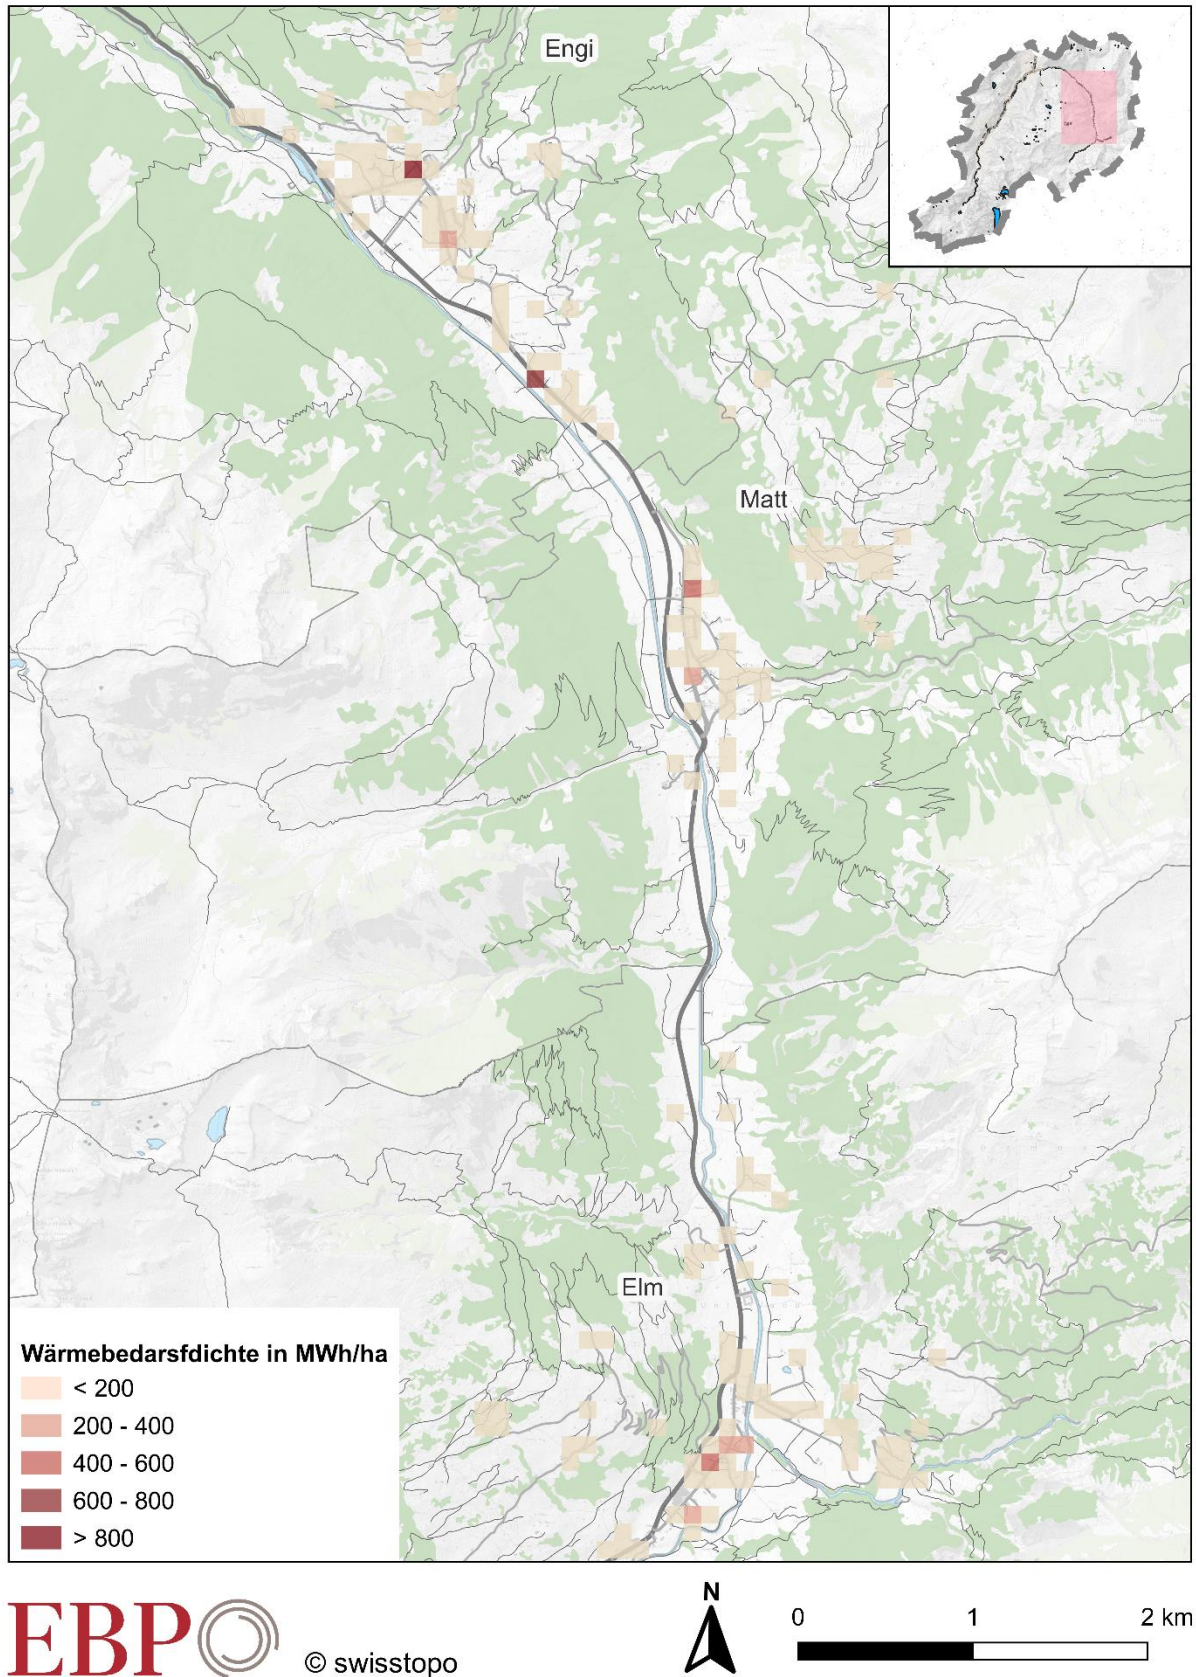 Engi
Matt
Elm
Wärmebedarsfdichte in MWh/ha
< 200
200 - 400
400 - 600
600 - 800
> 800
EBP
© swisstopo
N
0 1 2 km